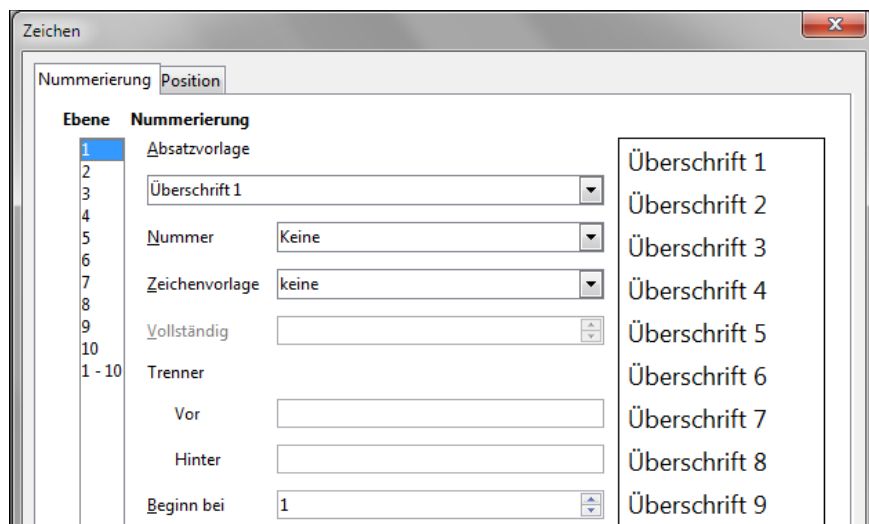 Zeichen
Nummerierung Position
Ebene Nummerierung
1
2
3
4
5
6
7
8
9
10
1 - 10
Absatzvorlage
Überschrift 1
Nummer Keine
Zeichenvorlage keine
Vollständig
Trenner
Vor
Hinter
Beginn bei 1
Überschrift 1
Überschrift 2
Überschrift 3
Überschrift 4
Überschrift 5
Überschrift 6
Überschrift 7
Überschrift 8
Überschrift 9